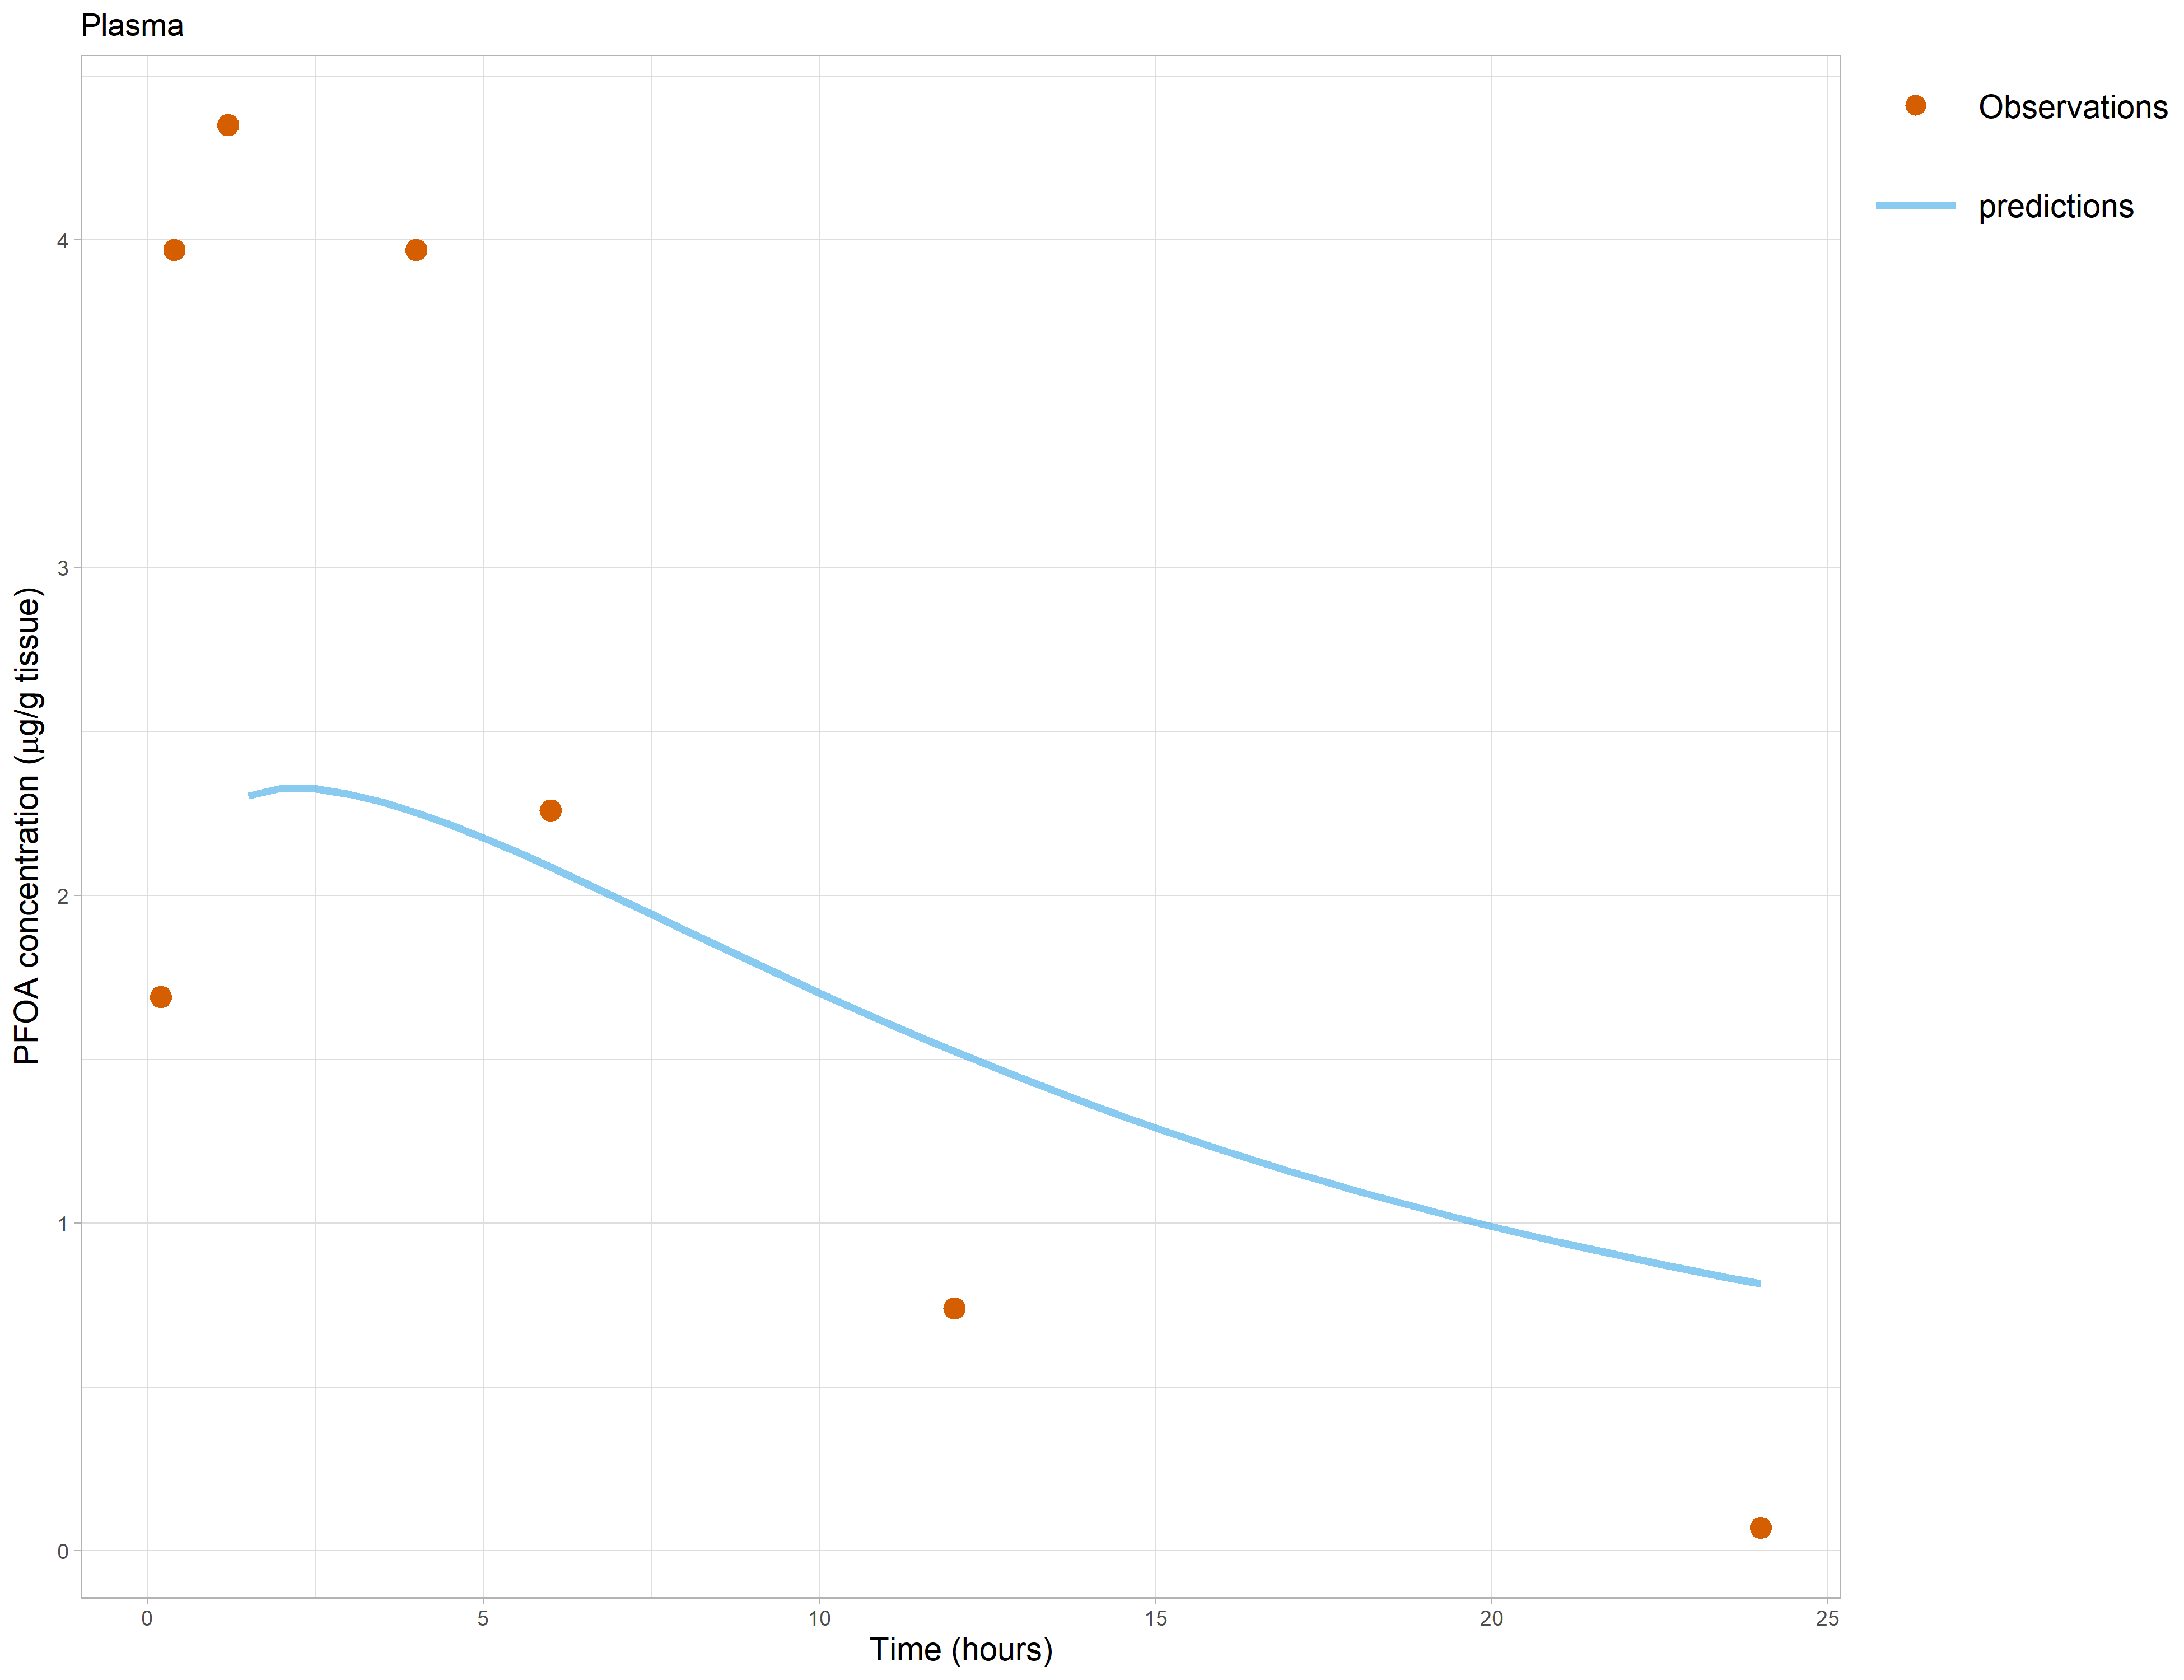 Plasma
Observations
predictions
PFOA concentration (μg/g tissue)
4
3
2
1
0
0 5 10 15 20 25
Time (hours)